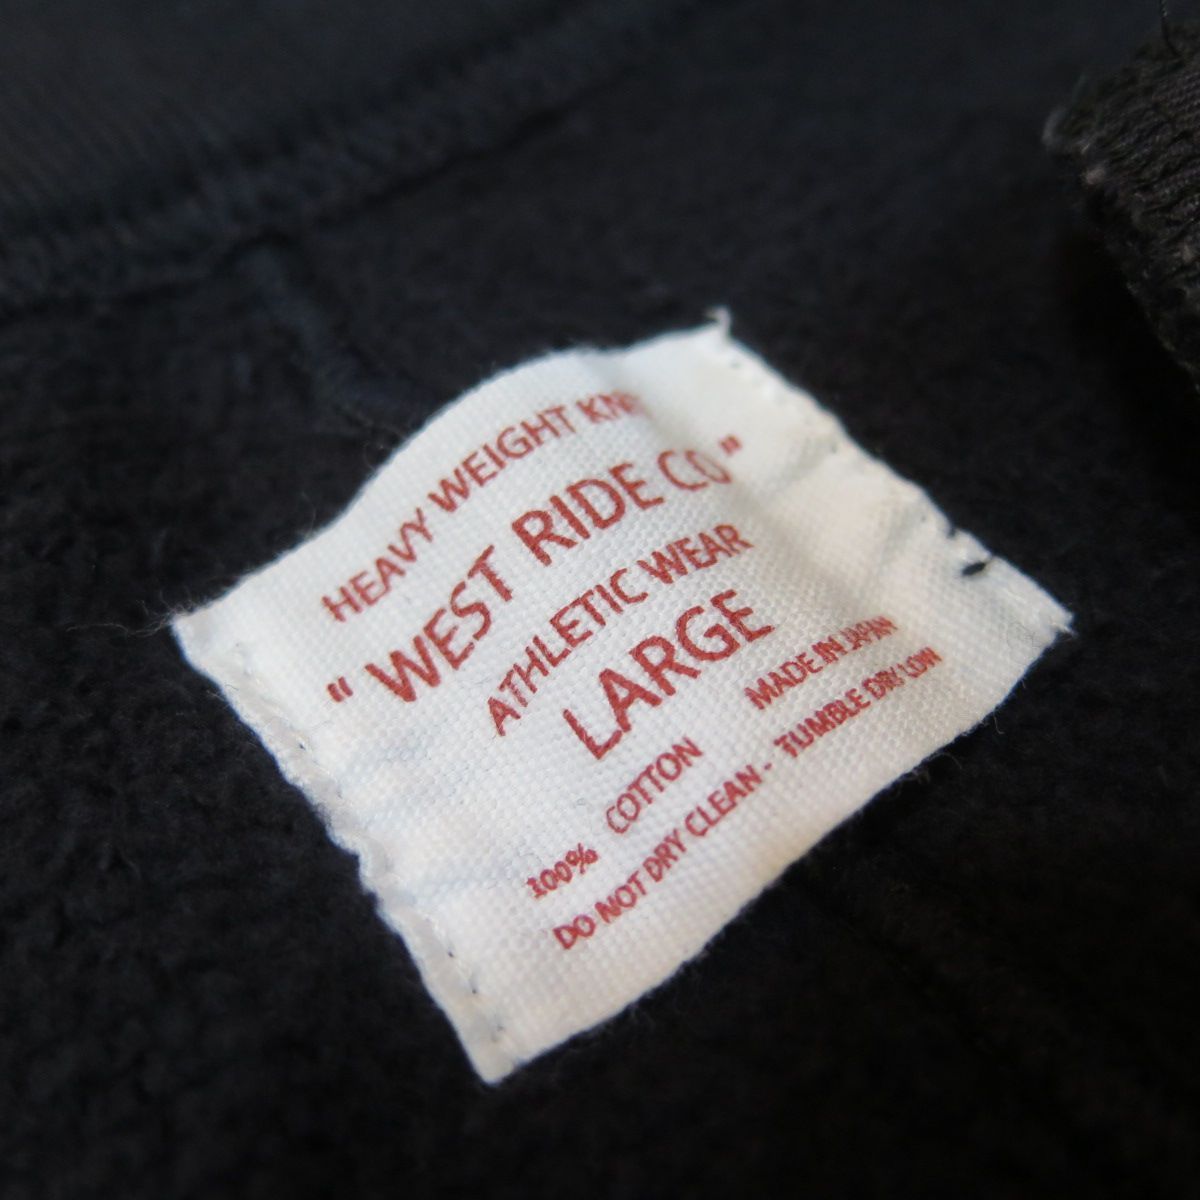 HEAVY WEIGHT KNIT
"WEST RIDE CO"
ATHLETIC WEAR
LARGE
MADE IN JAPAN
100% COTTON
DO NOT DRY CLEAN - TUMBLE DRY LOW